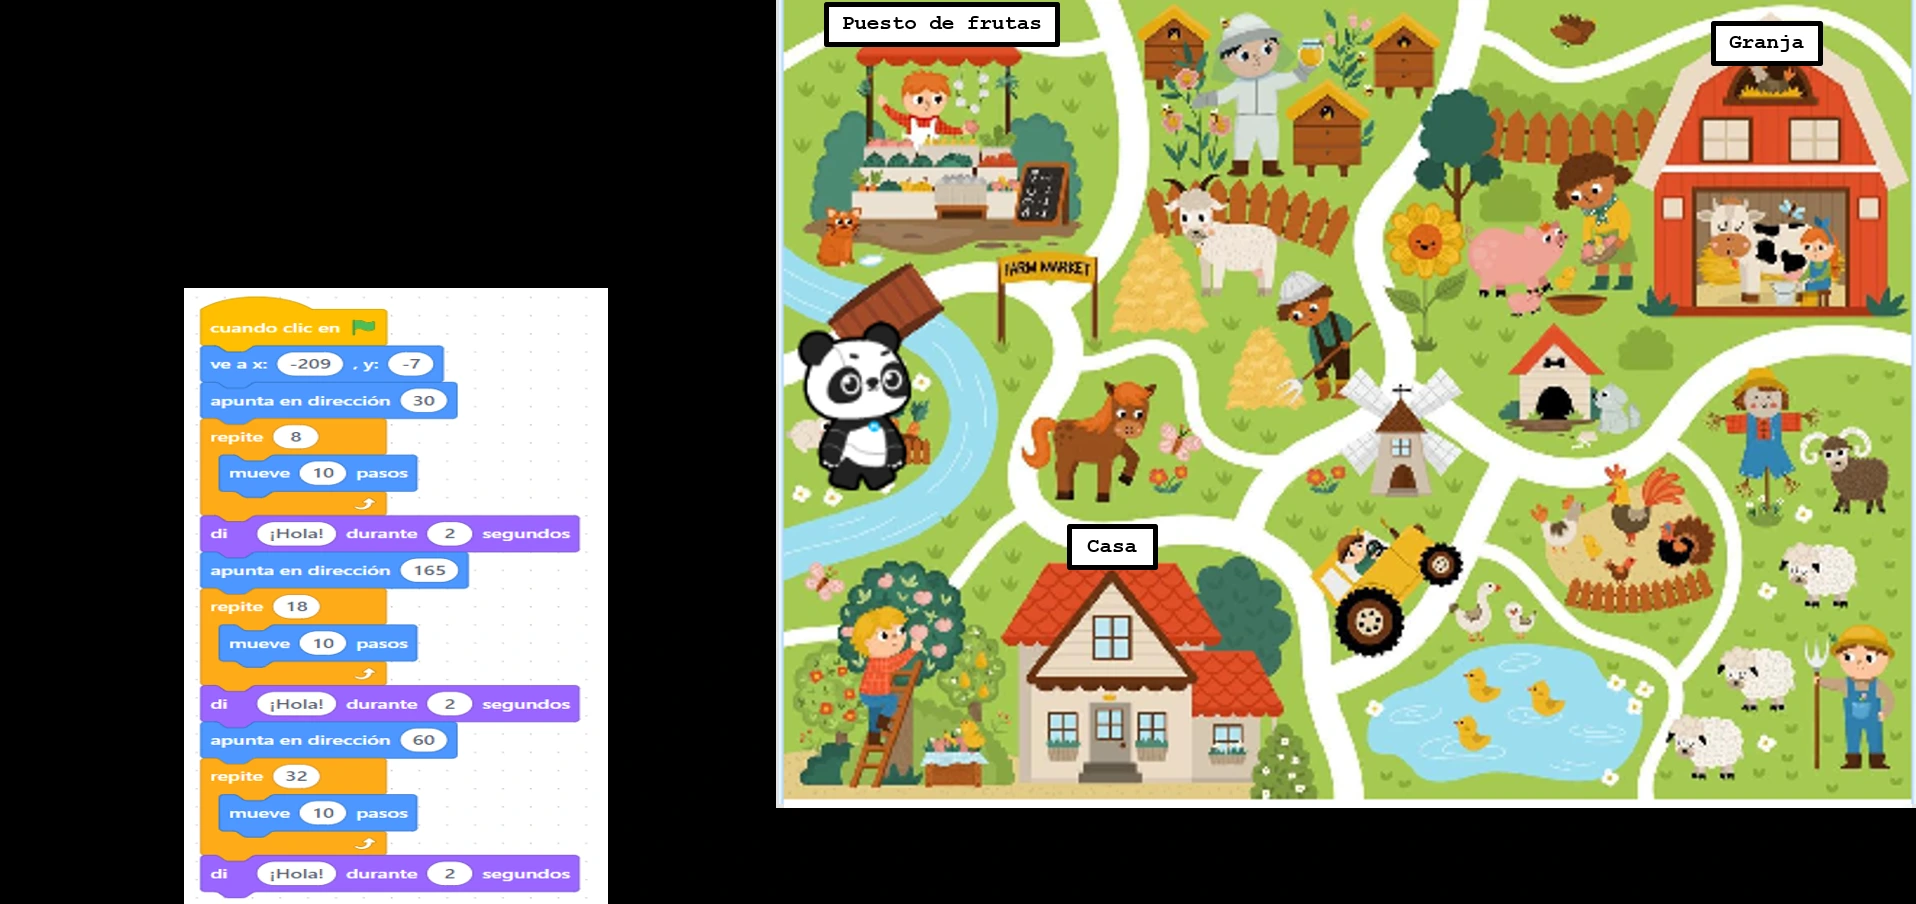 cuando clic en
ve a x: -209 , y: -7
apunta en dirección 30
repite 8
mueve 10 pasos
di ¡Hola! durante 2 segundos
apunta en dirección 165
repite 18
mueve 10 pasos
di ¡Hola! durante 2 segundos
apunta en dirección 60
repite 32
mueve 10 pasos
di ¡Hola! durante 2 segundos
Puesto de frutas
Granja
FARM MARKET
Casa